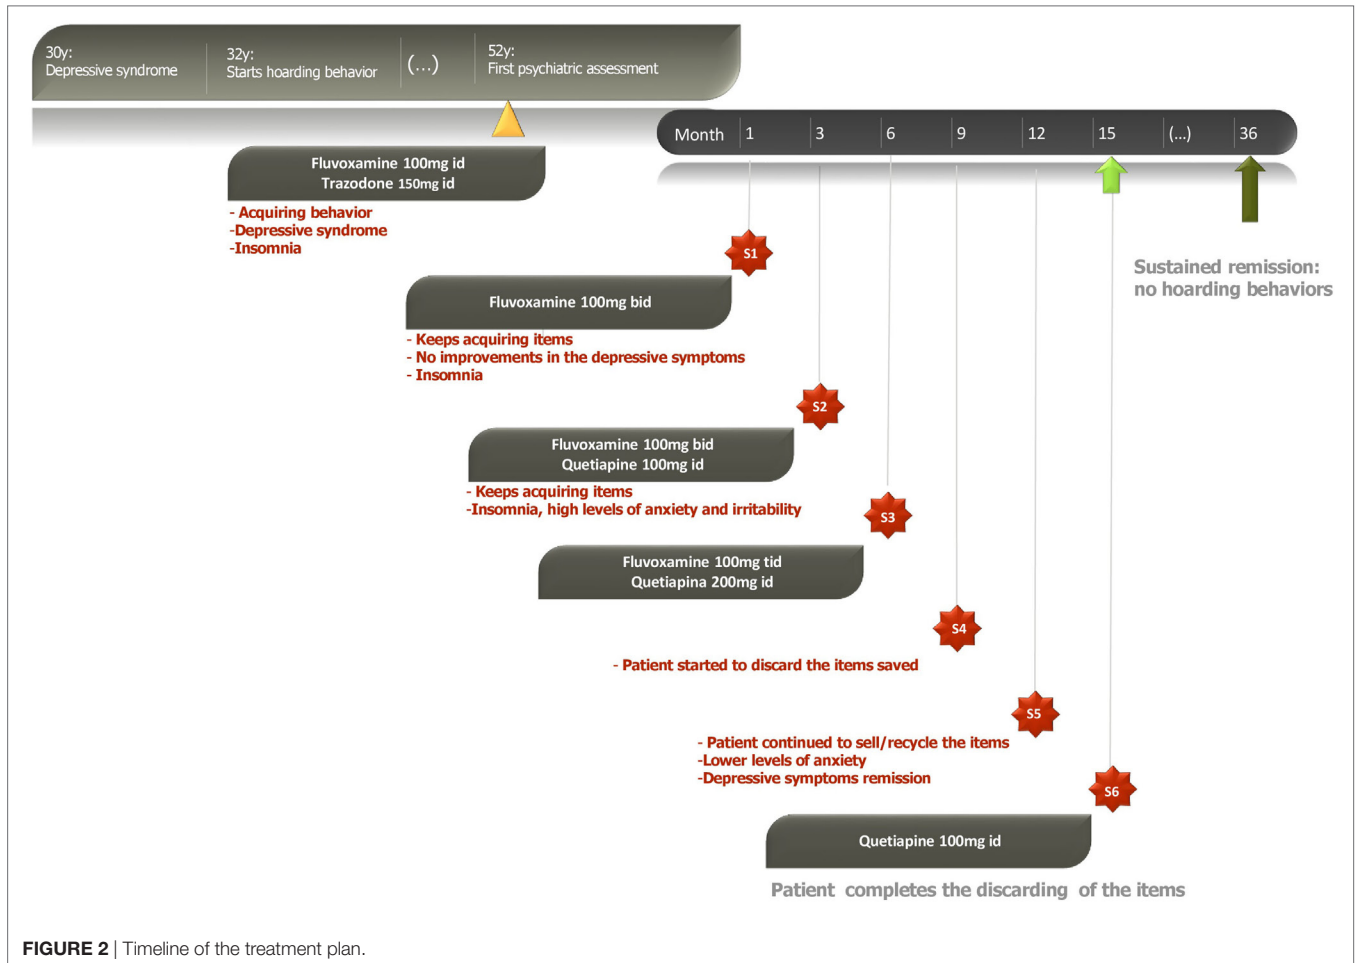 30y:
Depressive syndrome
32y:
Starts hoarding behavior
(...)
52y:
First psychiatric assessment
Month 1 3 6 9 12 15 (...) 36
Fluvoxamine 100mg id
Trazodone 150mg id
- Acquiring behavior
-Depressive syndrome
-Insomnia
S1
Sustained remission:
no hoarding behaviors
Fluvoxamine 100mg bid
- Keeps acquiring items
- No improvements in the depressive symptoms
- Insomnia
S2
Fluvoxamine 100mg bid
Quetiapine 100mg id
- Keeps acquiring items
-Insomnia, high levels of anxiety and irritability
S3
Fluvoxamine 100mg tid
Quetiapina 200mg id
S4
- Patient started to discard the items saved
S5
- Patient continued to sell/recycle the items
-Lower levels of anxiety
-Depressive symptoms remission
S6
Quetiapine 100mg id
Patient completes the discarding of the items
FIGURE 2 | Timeline of the treatment plan.